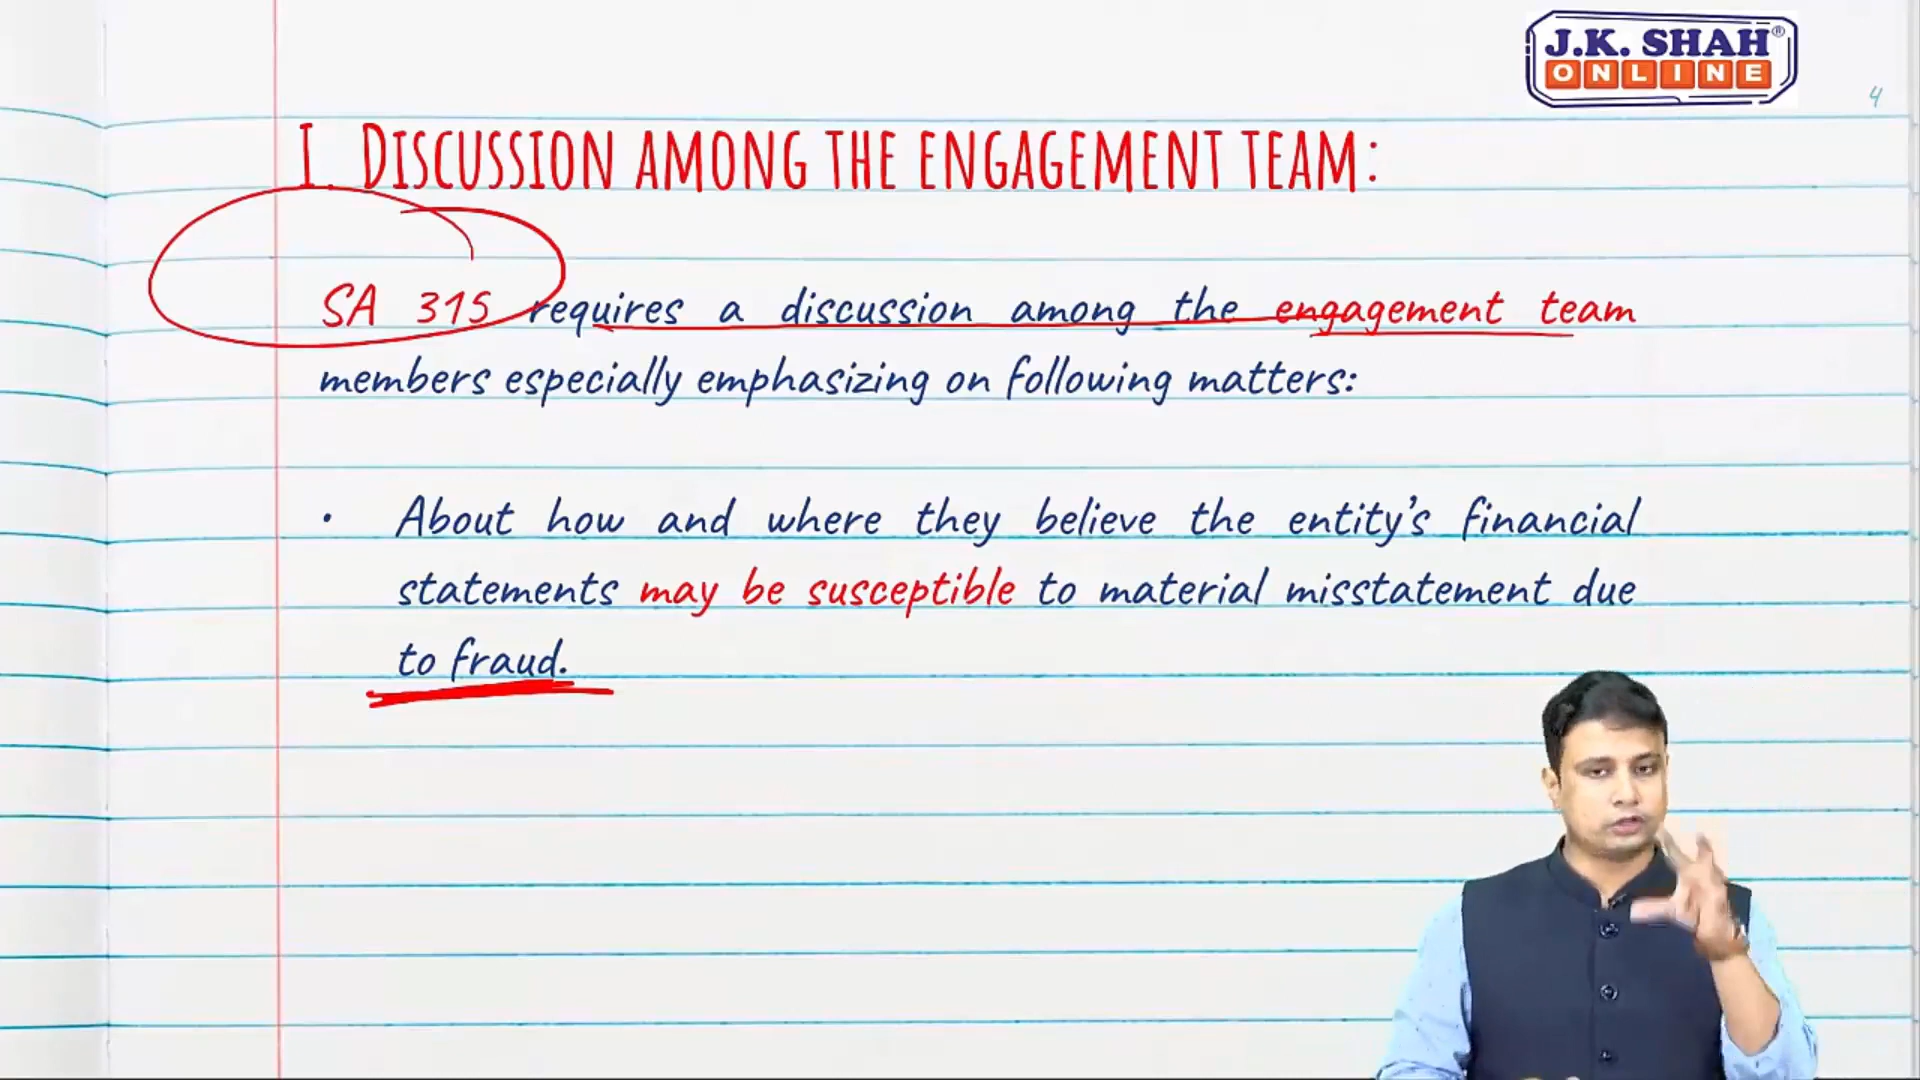 J.K. SHAH®
ONLINE
4
I. DISCUSSION AMONG THE ENGAGEMENT TEAM:
SA 315 requires a discussion among the engagement team
members especially emphasizing on following matters:
• About how and where they believe the entity's financial
statements may be susceptible to material misstatement due
to fraud.